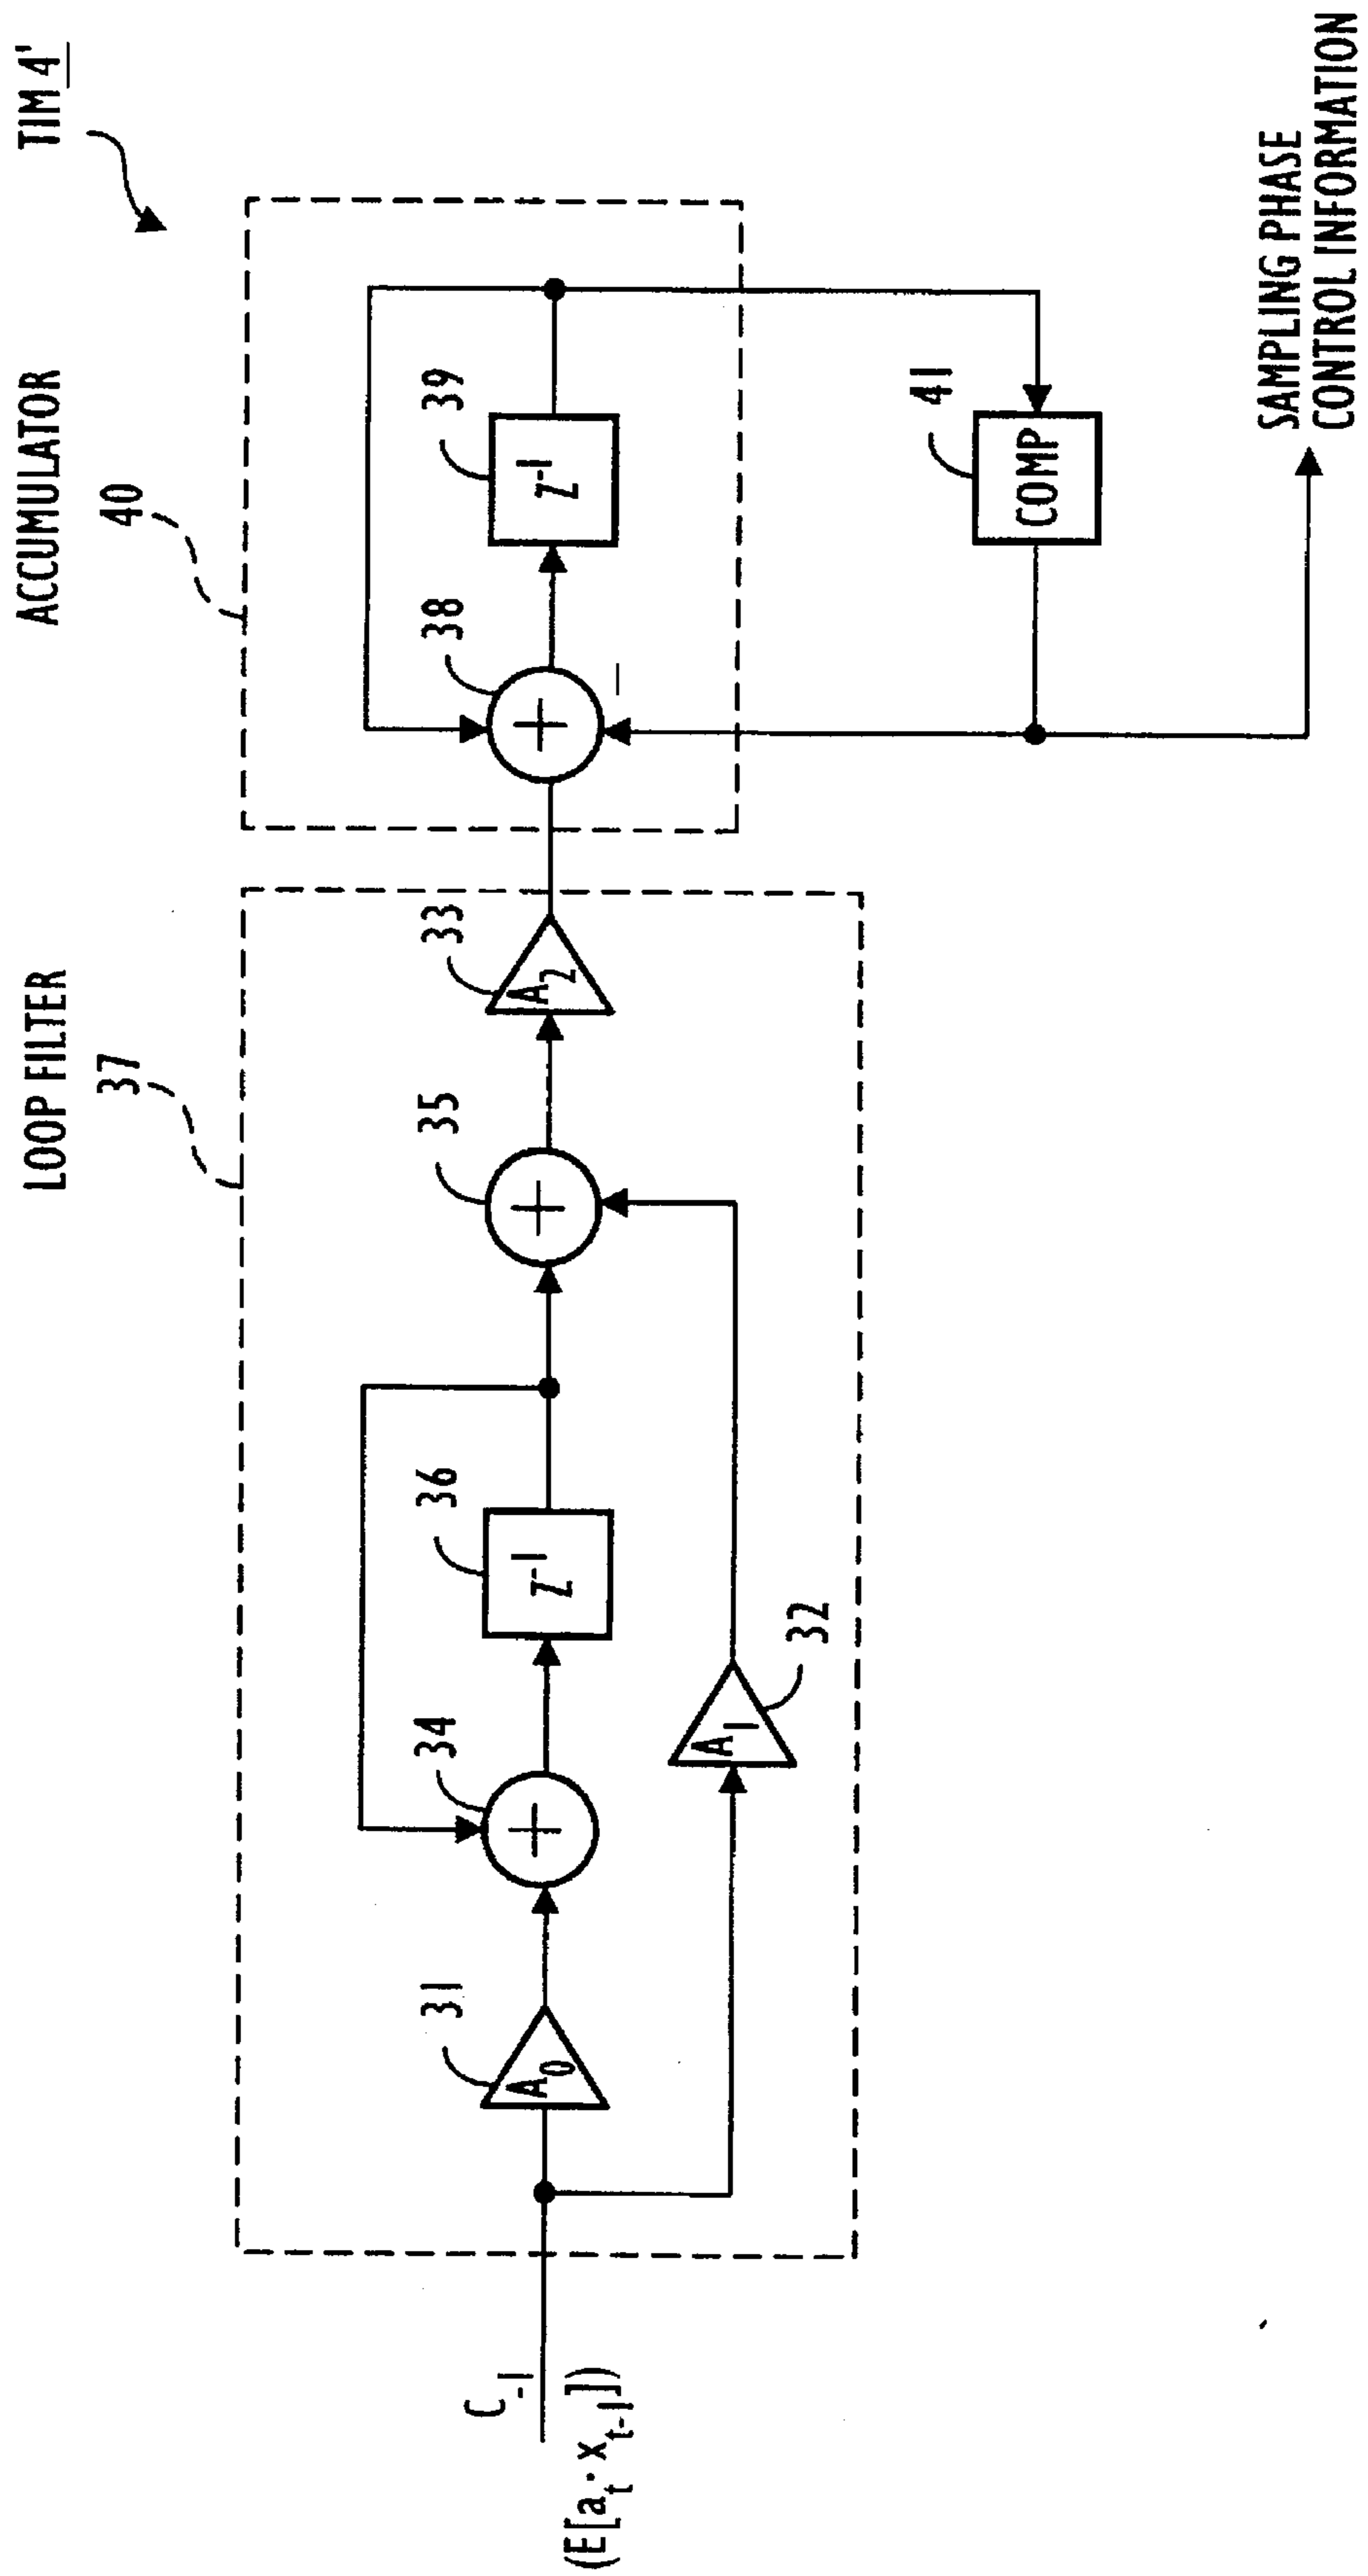 TIM 4'
LOOP FILTER
37
ACCUMULATOR
40
C-1
(E[at · xt-1])
31
A0
34
+
36
Z-1
35
+
33
A2
32
A1
38
+
39
Z-1
−
41
COMP
SAMPLING PHASE
CONTROL INFORMATION